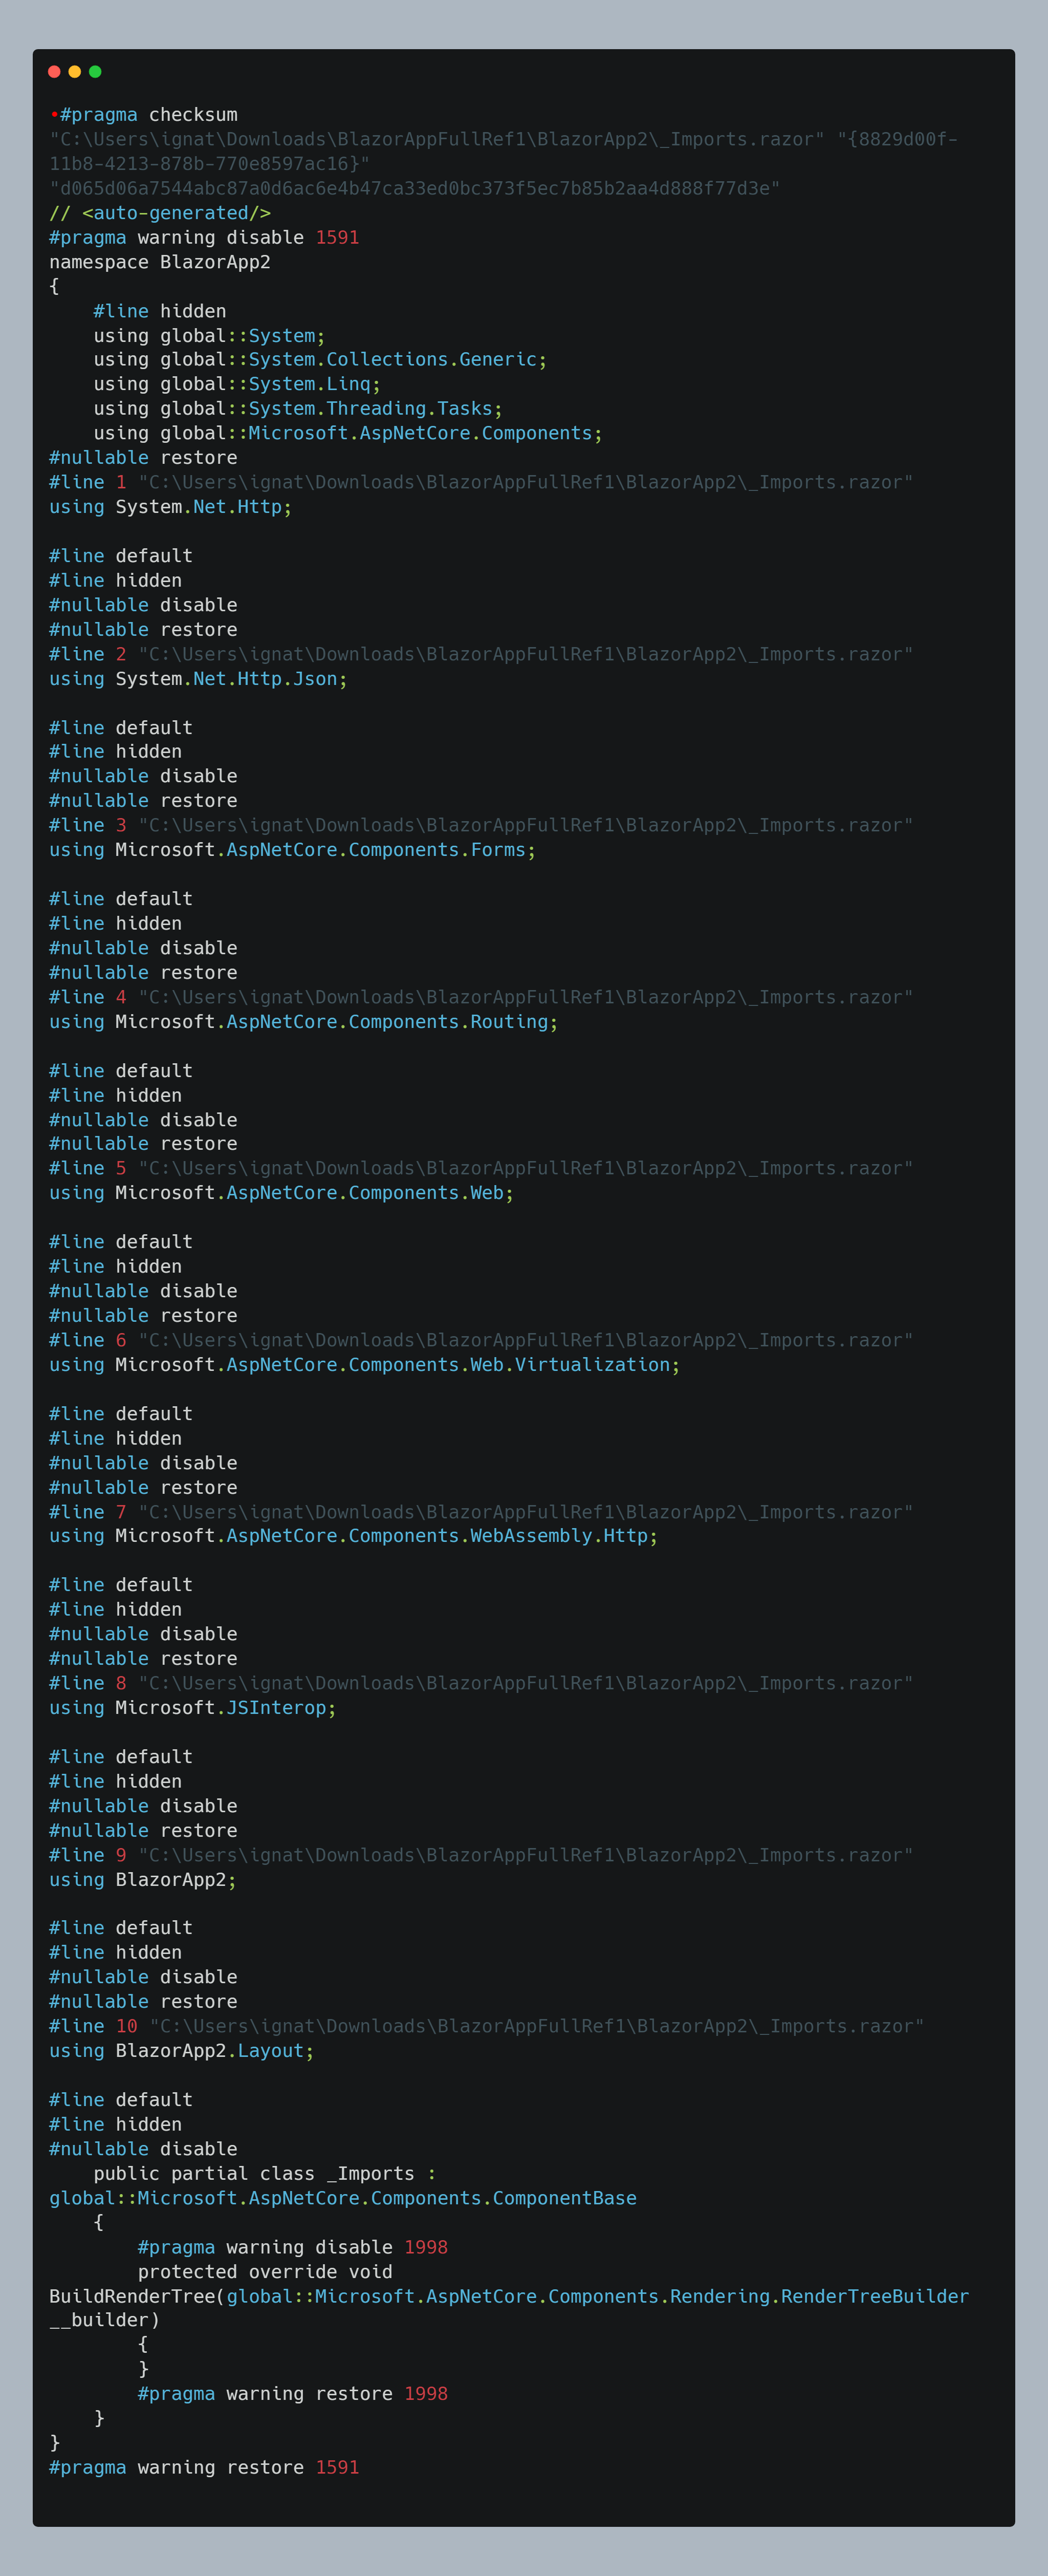 •#pragma checksum
"C:\Users\ignat\Downloads\BlazorAppFullRef1\BlazorApp2\_Imports.razor" "{8829d00f-
11b8-4213-878b-770e8597ac16}"
"d065d06a7544abc87a0d6ac6e4b47ca33ed0bc373f5ec7b85b2aa4d888f77d3e"
// <auto-generated/>
#pragma warning disable 1591
namespace BlazorApp2
{
    #line hidden
    using global::System;
    using global::System.Collections.Generic;
    using global::System.Linq;
    using global::System.Threading.Tasks;
    using global::Microsoft.AspNetCore.Components;
#nullable restore
#line 1 "C:\Users\ignat\Downloads\BlazorAppFullRef1\BlazorApp2\_Imports.razor"
using System.Net.Http;

#line default
#line hidden
#nullable disable
#nullable restore
#line 2 "C:\Users\ignat\Downloads\BlazorAppFullRef1\BlazorApp2\_Imports.razor"
using System.Net.Http.Json;

#line default
#line hidden
#nullable disable
#nullable restore
#line 3 "C:\Users\ignat\Downloads\BlazorAppFullRef1\BlazorApp2\_Imports.razor"
using Microsoft.AspNetCore.Components.Forms;

#line default
#line hidden
#nullable disable
#nullable restore
#line 4 "C:\Users\ignat\Downloads\BlazorAppFullRef1\BlazorApp2\_Imports.razor"
using Microsoft.AspNetCore.Components.Routing;

#line default
#line hidden
#nullable disable
#nullable restore
#line 5 "C:\Users\ignat\Downloads\BlazorAppFullRef1\BlazorApp2\_Imports.razor"
using Microsoft.AspNetCore.Components.Web;

#line default
#line hidden
#nullable disable
#nullable restore
#line 6 "C:\Users\ignat\Downloads\BlazorAppFullRef1\BlazorApp2\_Imports.razor"
using Microsoft.AspNetCore.Components.Web.Virtualization;

#line default
#line hidden
#nullable disable
#nullable restore
#line 7 "C:\Users\ignat\Downloads\BlazorAppFullRef1\BlazorApp2\_Imports.razor"
using Microsoft.AspNetCore.Components.WebAssembly.Http;

#line default
#line hidden
#nullable disable
#nullable restore
#line 8 "C:\Users\ignat\Downloads\BlazorAppFullRef1\BlazorApp2\_Imports.razor"
using Microsoft.JSInterop;

#line default
#line hidden
#nullable disable
#nullable restore
#line 9 "C:\Users\ignat\Downloads\BlazorAppFullRef1\BlazorApp2\_Imports.razor"
using BlazorApp2;

#line default
#line hidden
#nullable disable
#nullable restore
#line 10 "C:\Users\ignat\Downloads\BlazorAppFullRef1\BlazorApp2\_Imports.razor"
using BlazorApp2.Layout;

#line default
#line hidden
#nullable disable
    public partial class _Imports :
global::Microsoft.AspNetCore.Components.ComponentBase
    {
        #pragma warning disable 1998
        protected override void
BuildRenderTree(global::Microsoft.AspNetCore.Components.Rendering.RenderTreeBuilder
__builder)
        {
        }
        #pragma warning restore 1998
    }
}
#pragma warning restore 1591